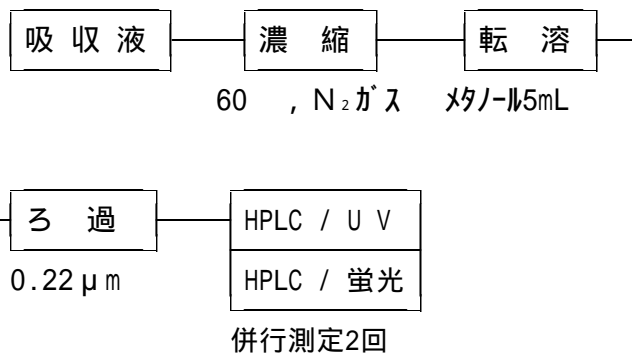 吸 収 液 濃 縮 転 溶
60 , N₂ガス メタノール5mL
ろ 過 HPLC / U V
0.22μm HPLC / 蛍光
併行測定2回